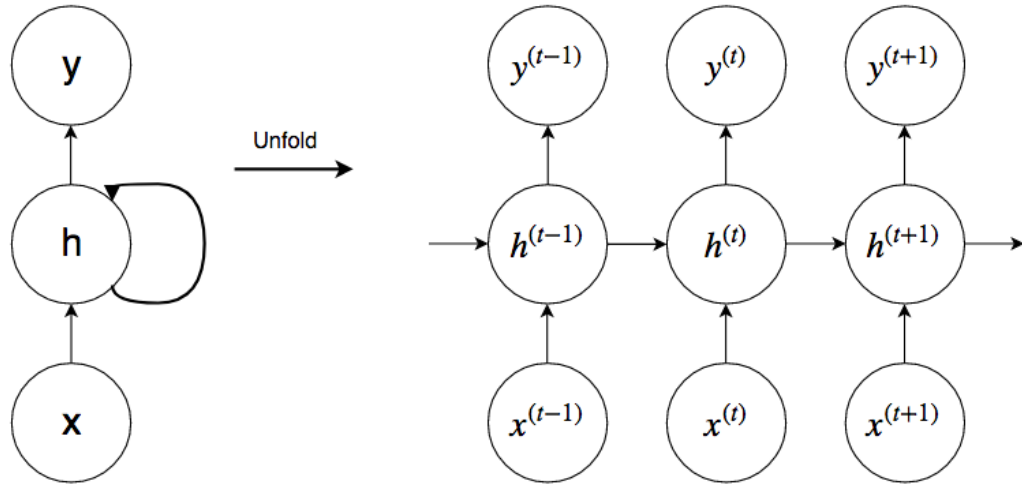 y
h
x
Unfold
y^(t−1) y^(t) y^(t+1)
h^(t−1) h^(t) h^(t+1)
x^(t−1) x^(t) x^(t+1)